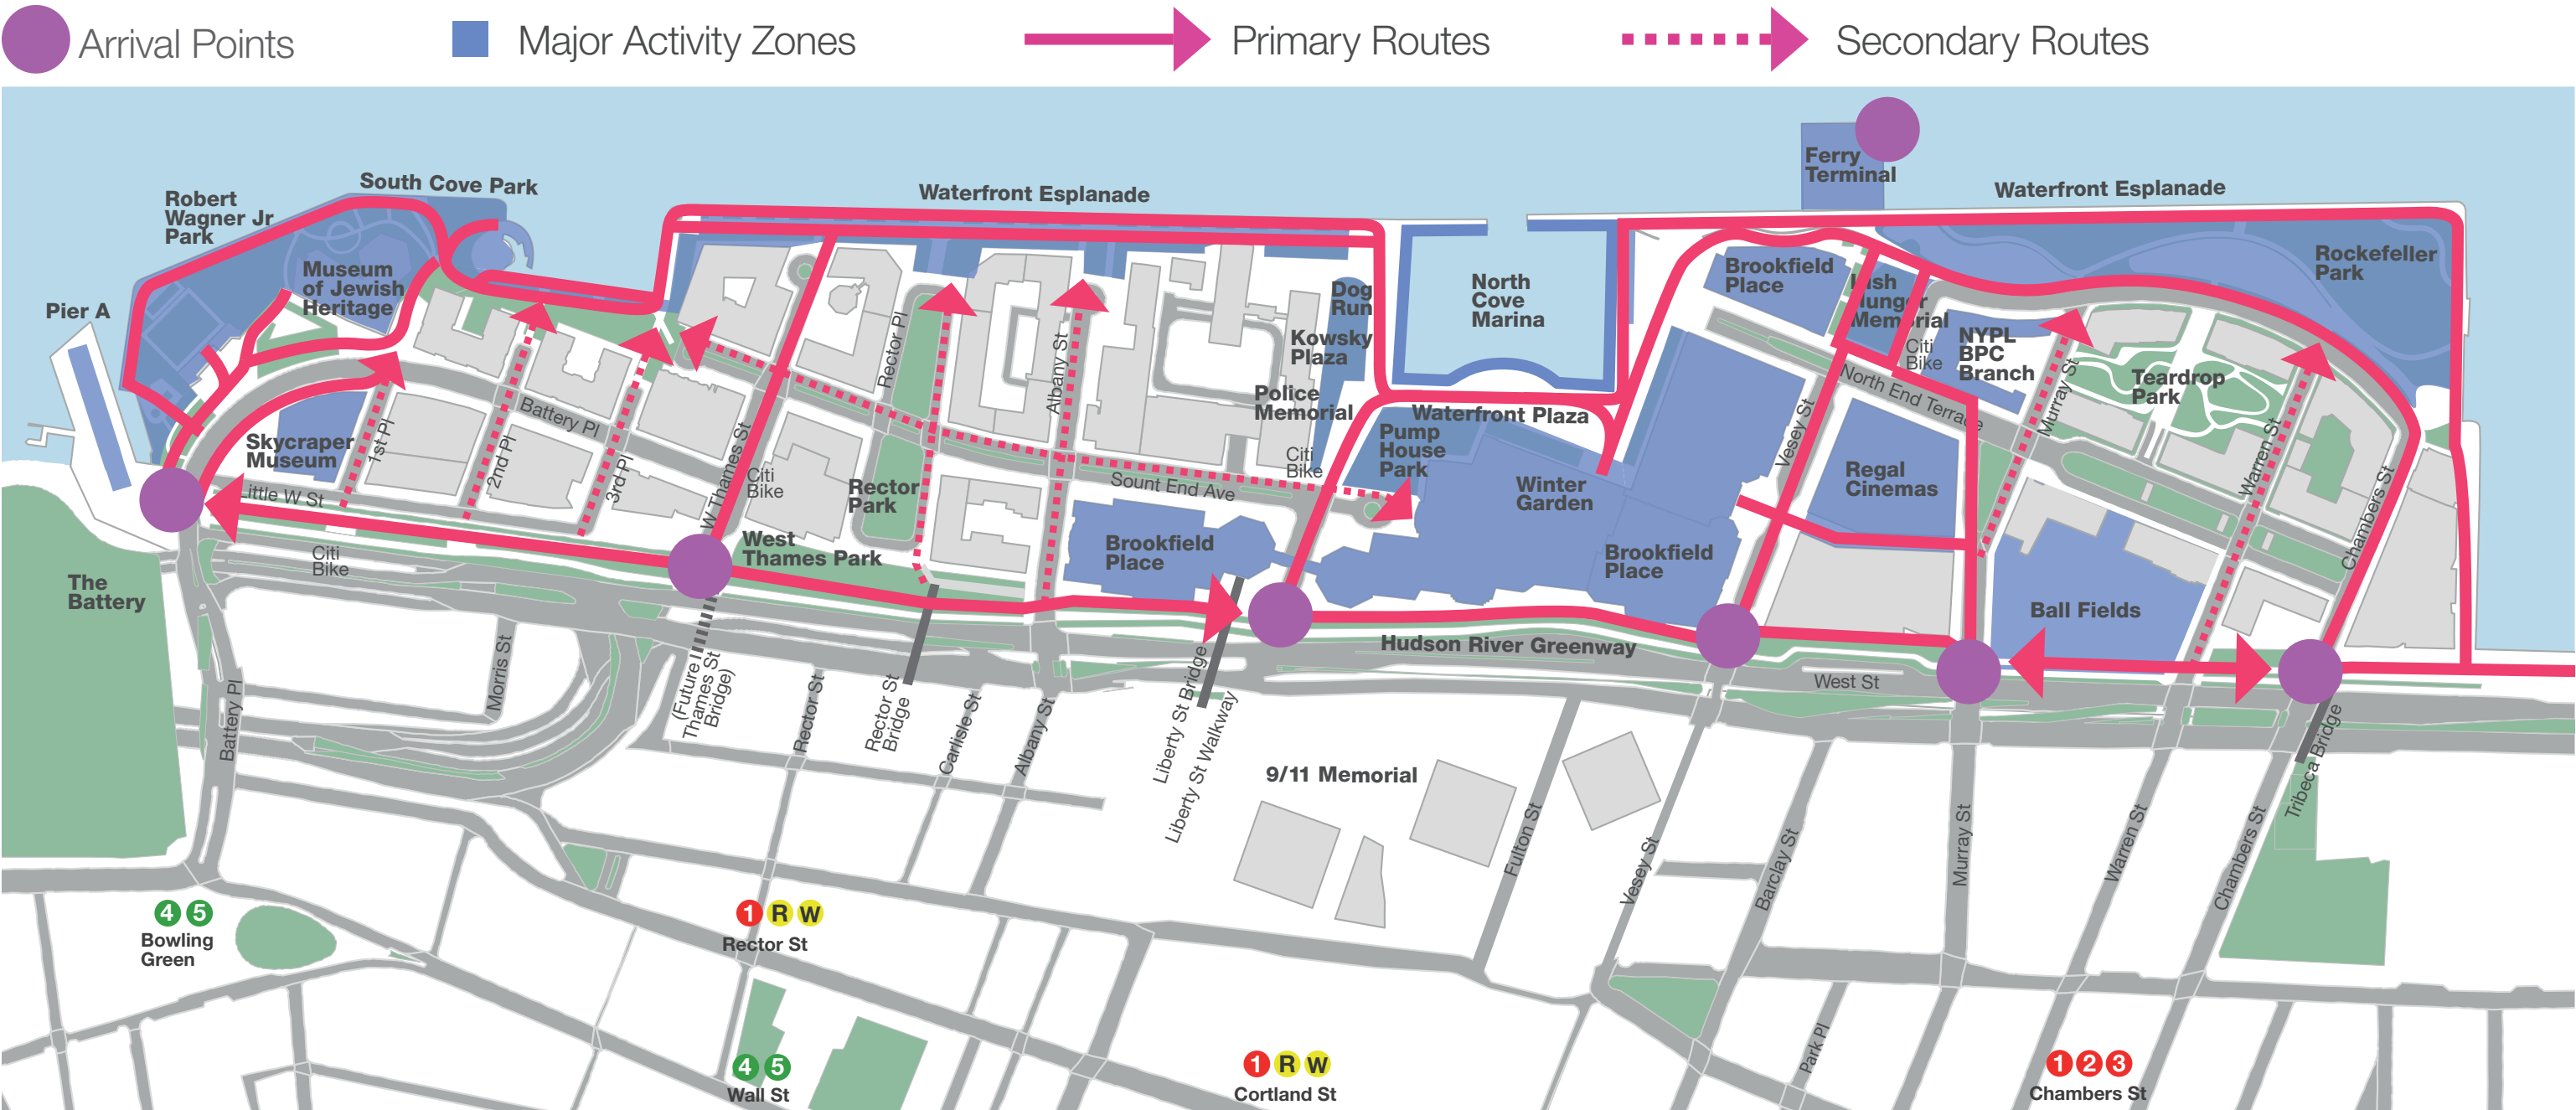 Arrival Points
Major Activity Zones
Primary Routes
Secondary Routes
Ferry
Terminal
South Cove Park
Waterfront Esplanade
Waterfront Esplanade
Robert
Wagner Jr
Park
Museum
of Jewish
Heritage
Pier A
Rockefeller
Park
Brookfield
Place
Irish
Hunger
Memorial
North
Cove
Marina
Dog
Run
Kowsky
Plaza
Police
Memorial
Citi
Bike
NYPL
BPC
Branch
Teardrop
Park
Rector Pl
Albany St
Murray St
North End Terrace
Waterfront Plaza
Pump
House
Park
Citi
Bike
Skycraper
Museum
1st Pl
2nd Pl
3rd Pl
Battery Pl
W Thames St
Citi
Bike
Rector
Park
Sount End Ave
Winter
Garden
Vesey St
Regal
Cinemas
Warren St
Chambers St
Little W St
Citi
Bike
West
Thames Park
Brookfield
Place
Brookfield
Place
Ball Fields
The
Battery
Hudson River Greenway
West St
Battery Pl
Morris St
(Future
Thames St
Bridge)
Rector St
Rector St
Bridge
Carlisle St
Albany St
Liberty St Bridge
Liberty St Walkway
9/11 Memorial
Fulton St
Vesey St
Barclay St
Murray St
Warren St
Chambers St
Tribeca Bridge
4 5
Bowling
Green
1 R W
Rector St
4 5
Wall St
1 R W
Cortland St
Park Pl
1 2 3
Chambers St